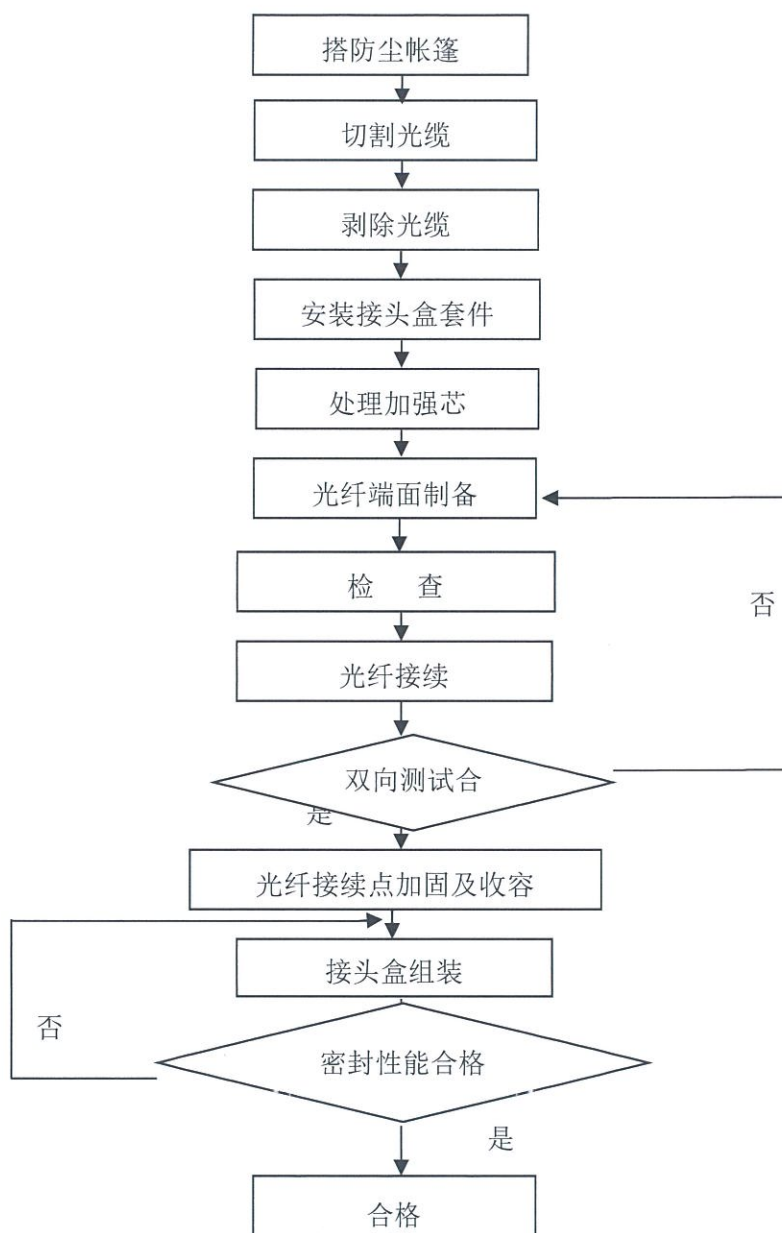 搭防尘帐篷
切割光缆
剥除光缆
安装接头盒套件
处理加强芯
光纤端面制备
检 查
否
光纤接续
双向测试合
是
光纤接续点加固及收容
接头盒组装
否
密封性能合格
是
合格